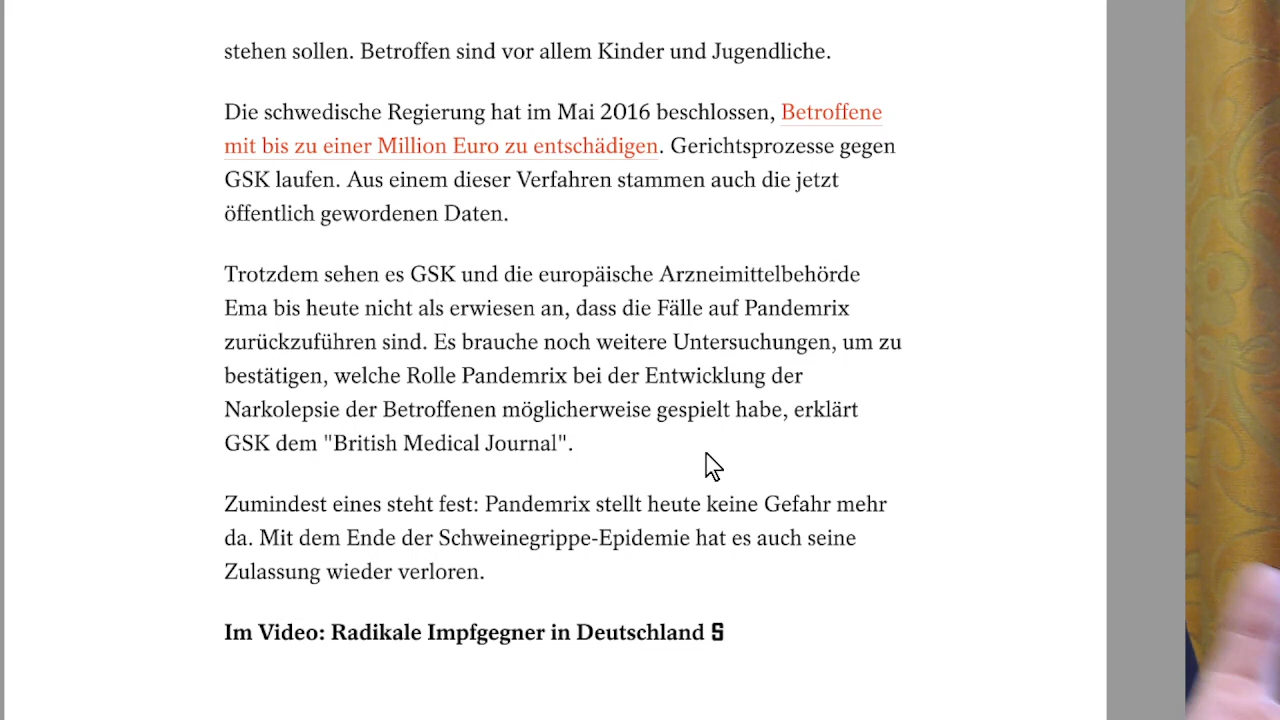 stehen sollen. Betroffen sind vor allem Kinder und Jugendliche.
Die schwedische Regierung hat im Mai 2016 beschlossen, Betroffene
mit bis zu einer Million Euro zu entschädigen. Gerichtsprozesse gegen
GSK laufen. Aus einem dieser Verfahren stammen auch die jetzt
öffentlich gewordenen Daten.
Trotzdem sehen es GSK und die europäische Arzneimittelbehörde
Ema bis heute nicht als erwiesen an, dass die Fälle auf Pandemrix
zurückzuführen sind. Es brauche noch weitere Untersuchungen, um zu
bestätigen, welche Rolle Pandemrix bei der Entwicklung der
Narkolepsie der Betroffenen möglicherweise gespielt habe, erklärt
GSK dem "British Medical Journal".
Zumindest eines steht fest: Pandemrix stellt heute keine Gefahr mehr
da. Mit dem Ende der Schweinegrippe-Epidemie hat es auch seine
Zulassung wieder verloren.
Im Video: Radikale Impfgegner in Deutschland S